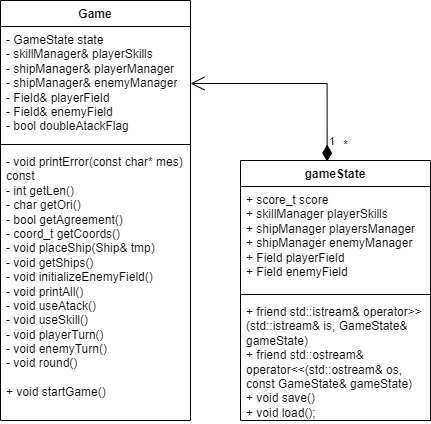 Game
- GameState state
- skillManager& playerSkills
- shipManager& playerManager
- shipManager& enemyManager
- Field& playerField
- Field& enemyField
- bool doubleAtackFlag
- void printError(const char* mes)
const
- int getLen()
- char getOri()
- bool getAgreement()
- coord_t getCoords()
- void placeShip(Ship& tmp)
- void getShips()
- void initializeEnemyField()
- void printAll()
- void useAtack()
- void useSkill()
- void playerTurn()
- void enemyTurn()
- void round()
+ void startGame()
1 *
gameState
+ score_t score
+ skillManager playerSkills
+ shipManager playersManager
+ shipManager enemyManager
+ Field playerField
+ Field enemyField
+ friend std::istream& operator>>
(std::istream& is, GameState&
gameState)
+ friend std::ostream&
operator<<(std::ostream& os,
const GameState& gameState)
+ void save()
+ void load();